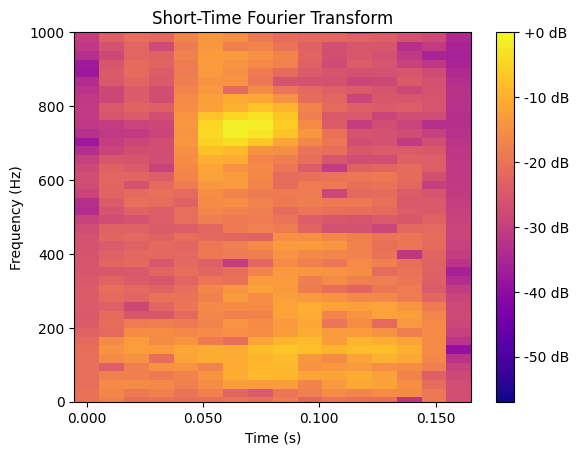 Short-Time Fourier Transform
1000
800
600
400
200
0
Frequency (Hz)
0.000
0.050
0.100
0.150
Time (s)
+0 dB
-10 dB
-20 dB
-30 dB
-40 dB
-50 dB